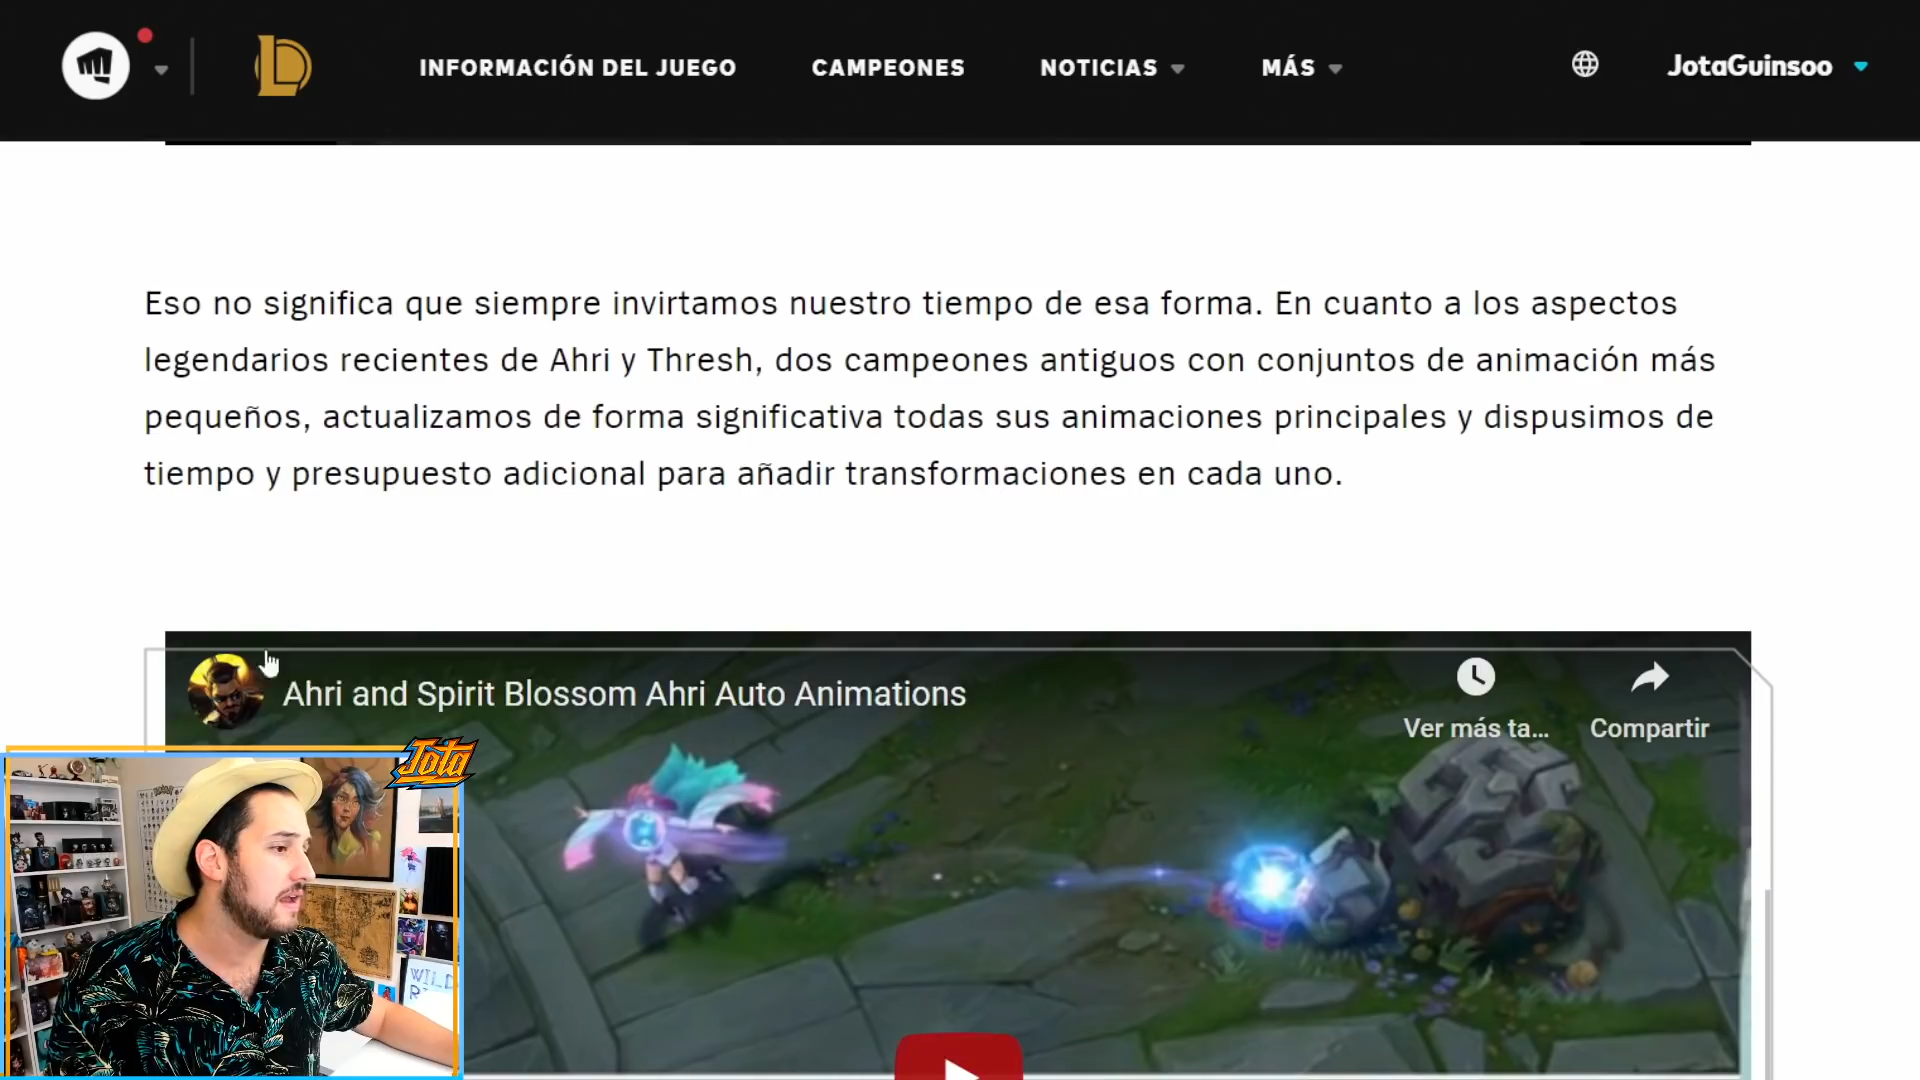 INFORMACIÓN DEL JUEGO
CAMPEONES
NOTICIAS
MÁS
JotaGuinsoo
Eso no significa que siempre invirtamos nuestro tiempo de esa forma. En cuanto a los aspectos
legendarios recientes de Ahri y Thresh, dos campeones antiguos con conjuntos de animación más
pequeños, actualizamos de forma significativa todas sus animaciones principales y dispusimos de
tiempo y presupuesto adicional para añadir transformaciones en cada uno.
Ahri and Spirit Blossom Ahri Auto Animations
Ver más ta...
Compartir
Jota
WILD
R